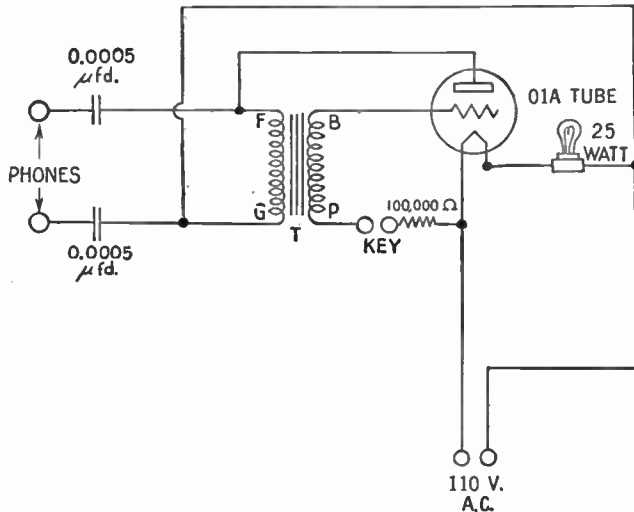 0.0005
μfd.
F
B
01A TUBE
25
WATT
PHONES
G
P
T
100,000 Ω
KEY
0.0005
μfd.
110 V.
A.C.